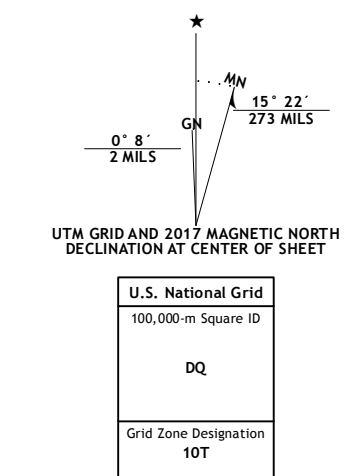 ★
MN
GN
15° 22´
273 MILS
0° 8´
2 MILS
UTM GRID AND 2017 MAGNETIC NORTH
DECLINATION AT CENTER OF SHEET
U.S. National Grid
100,000-m Square ID
DQ
Grid Zone Designation
10T